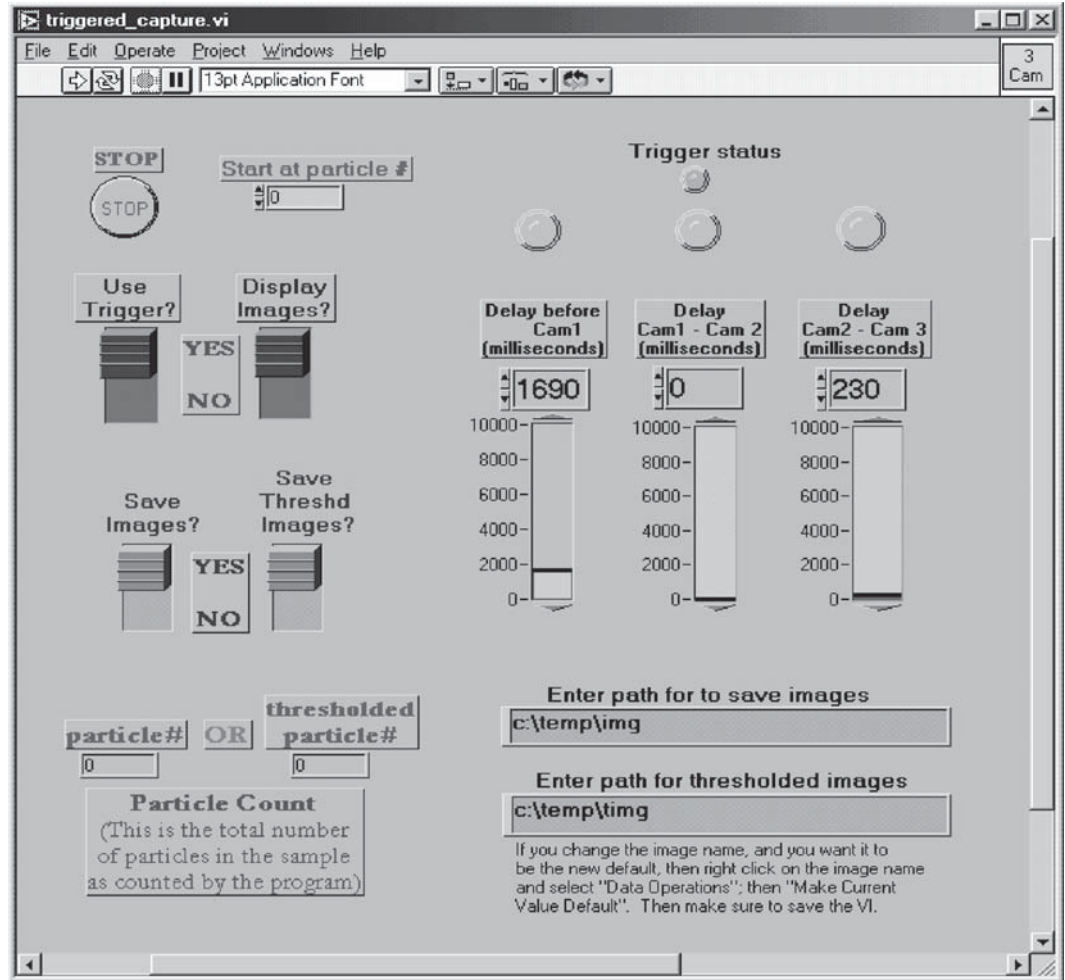 triggered_capture.vi
File Edit Operate Project Windows Help
13pt Application Font
3
Cam
STOP
STOP
Start at particle #
0
Trigger status
Use
Trigger?
Display
Images?
YES
NO
Delay before
Cam1
(milliseconds)
1690
10000
8000
6000
4000
2000
0
Delay
Cam1 - Cam 2
(milliseconds)
0
10000
8000
6000
4000
2000
0
Delay
Cam2 - Cam 3
(milliseconds)
230
10000
8000
6000
4000
2000
0
Save
Images?
Save
Threshd
Images?
YES
NO
particle#
0
OR
thresholded
particle#
0
Particle Count
(This is the total number
of particles in the sample
as counted by the program)
Enter path for to save images
c:\temp\img
Enter path for thresholded images
c:\temp\timg
If you change the image name, and you want it to
be the new default, then right click on the image name
and select "Data Operations"; then "Make Current
Value Default". Then make sure to save the VI.